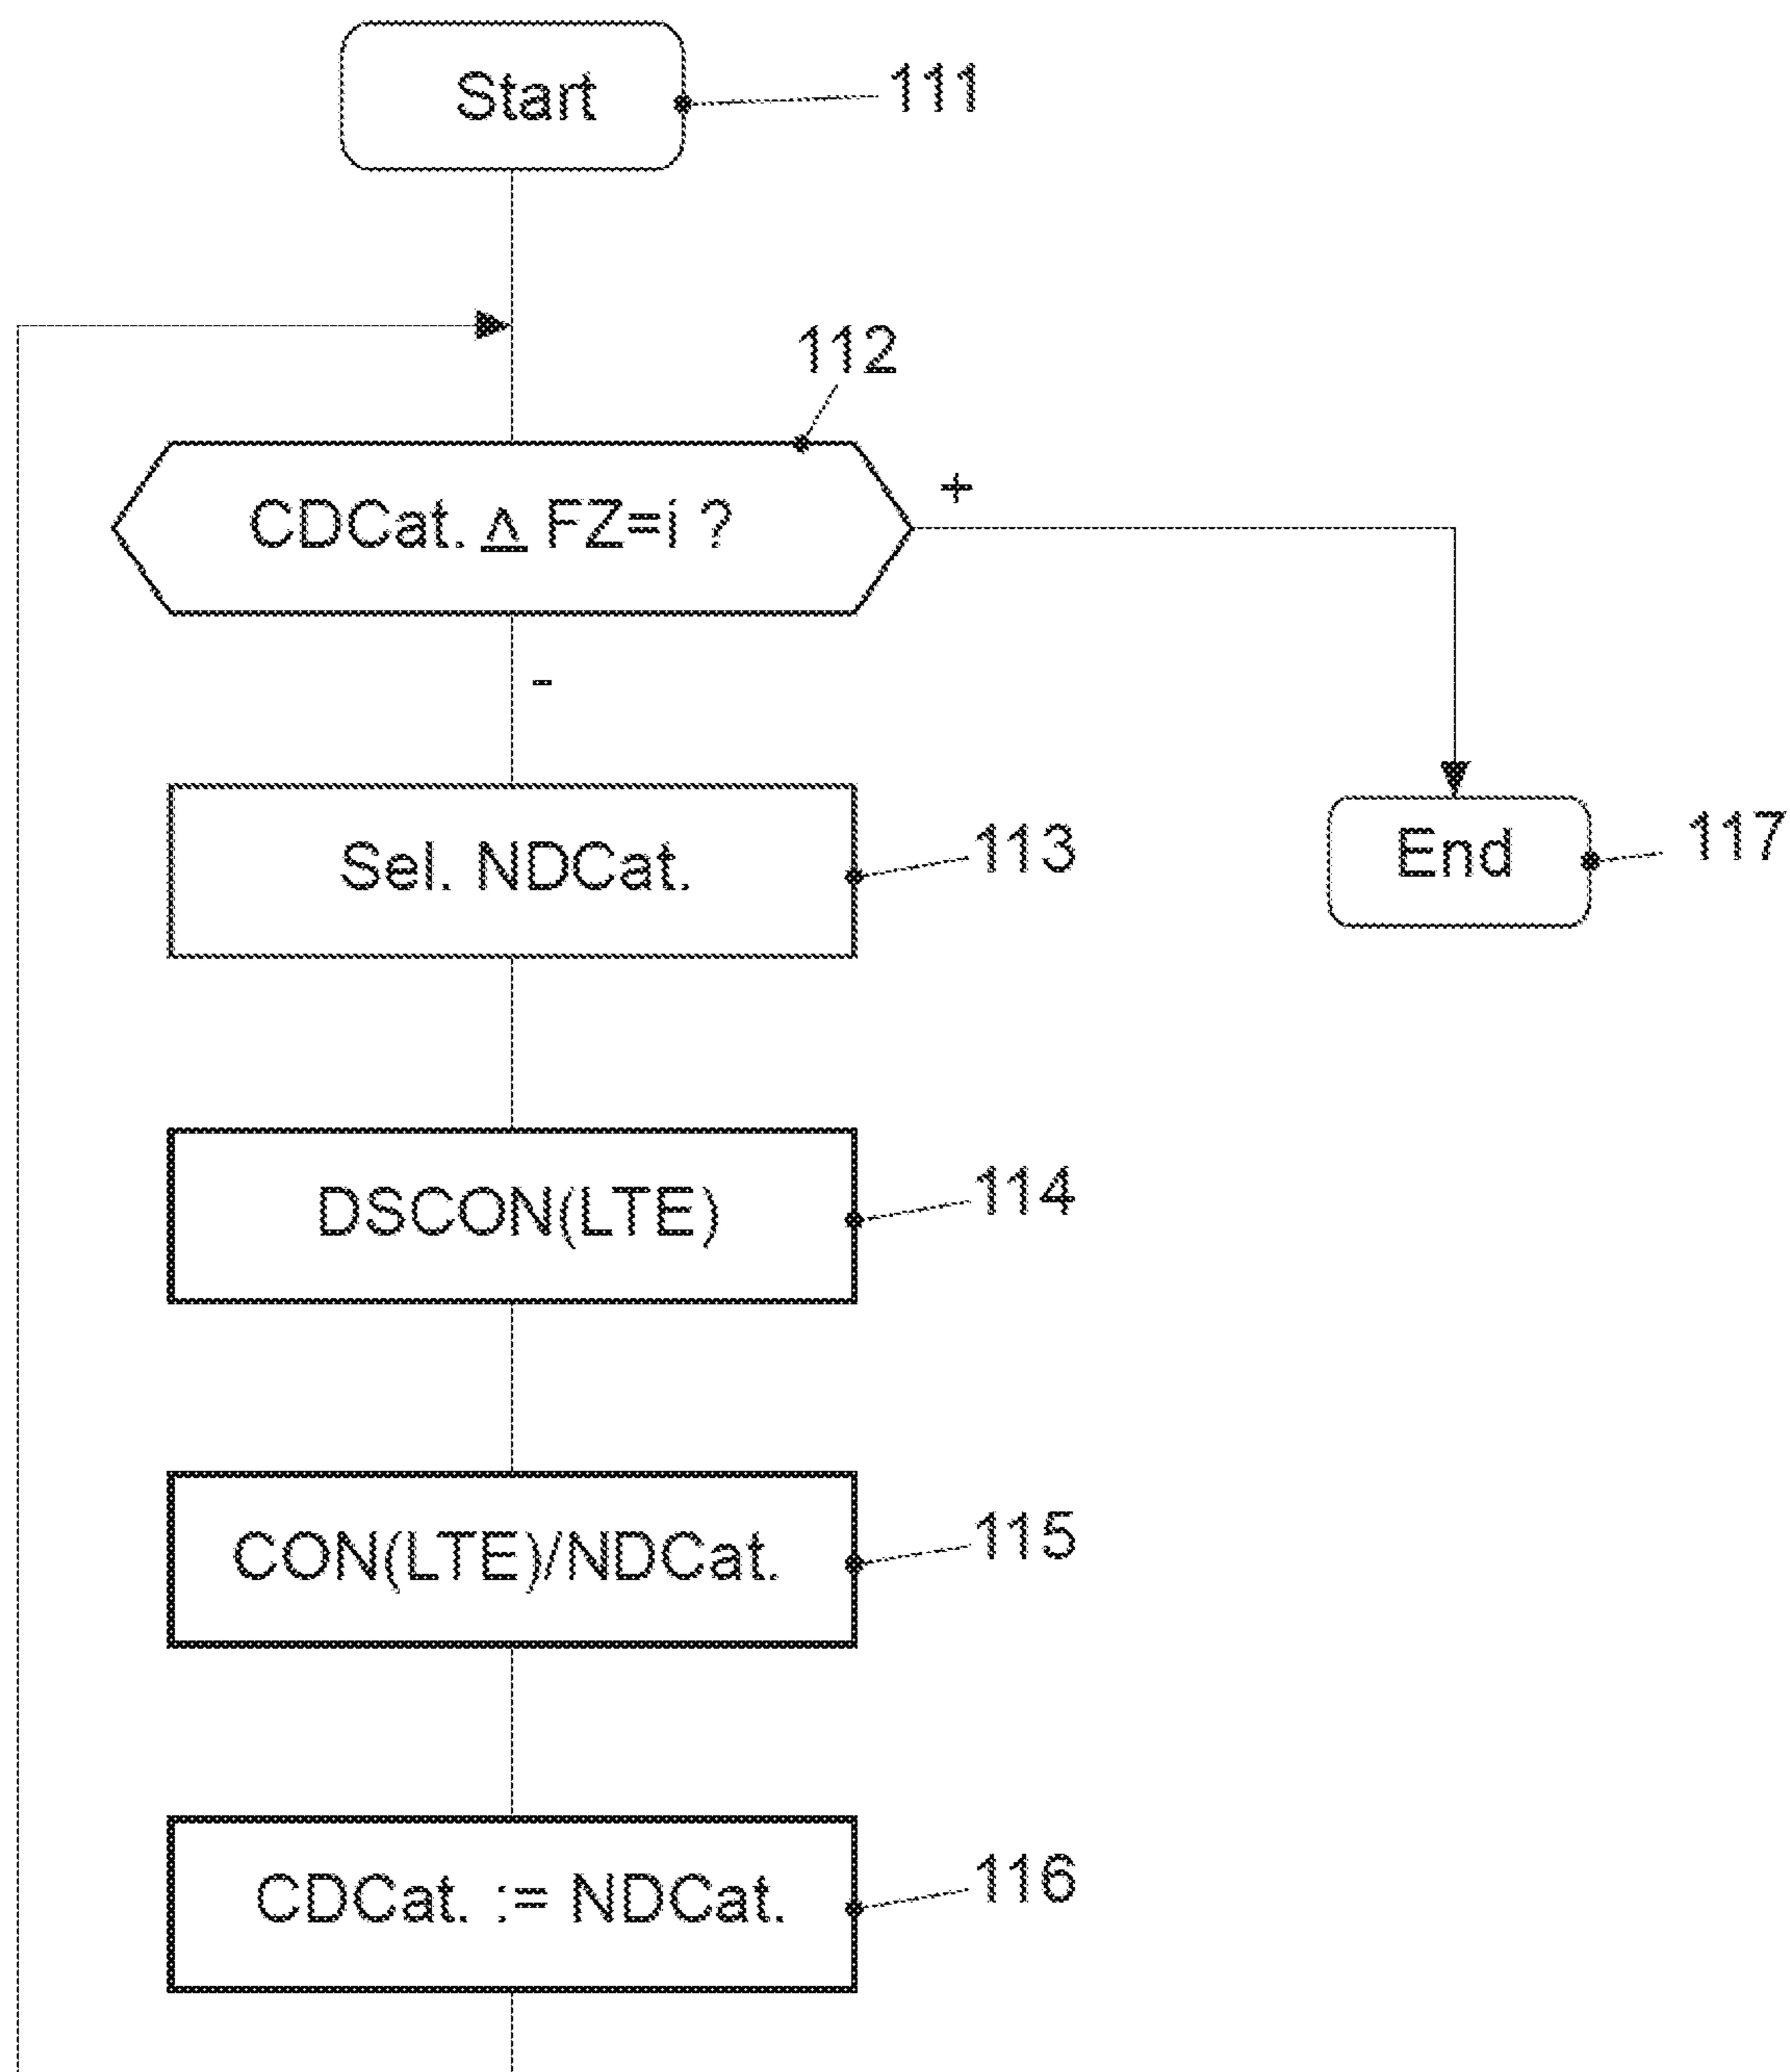 Start
111
112
CDCat. ≙ FZ=i ?
+
-
Sel. NDCat.
113
End
117
DSCON(LTE)
114
CON(LTE)/NDCat.
115
CDCat. := NDCat.
116